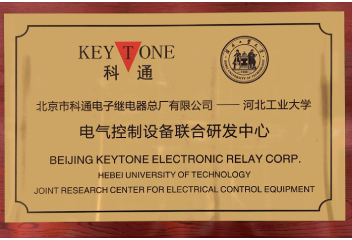 KEYTONE
科 通
北京市科通电子继电器总厂有限公司 —— 河北工业大学
电气控制设备联合研发中心
BEIJING KEYTONE ELECTRONIC RELAY CORP.
HEBEI UNIVERSITY OF TECHNOLOGY
JOINT RESEARCH CENTER FOR ELECTRICAL CONTROL EQUIPMENT